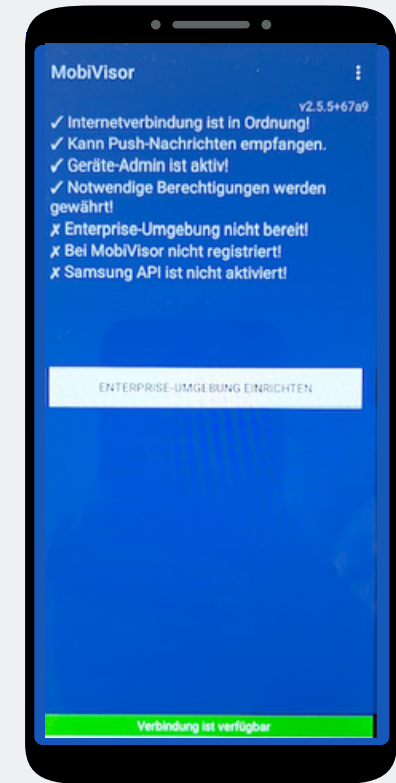 MobiVisor
v2.5.5+67a9
✓ Internetverbindung ist in Ordnung!
✓ Kann Push-Nachrichten empfangen.
✓ Geräte-Admin ist aktiv!
✓ Notwendige Berechtigungen werden
gewährt!
✗ Enterprise-Umgebung nicht bereit!
✗ Bei MobiVisor nicht registriert!
✗ Samsung API ist nicht aktiviert!
ENTERPRISE-UMGEBUNG EINRICHTEN
Verbindung ist verfügbar